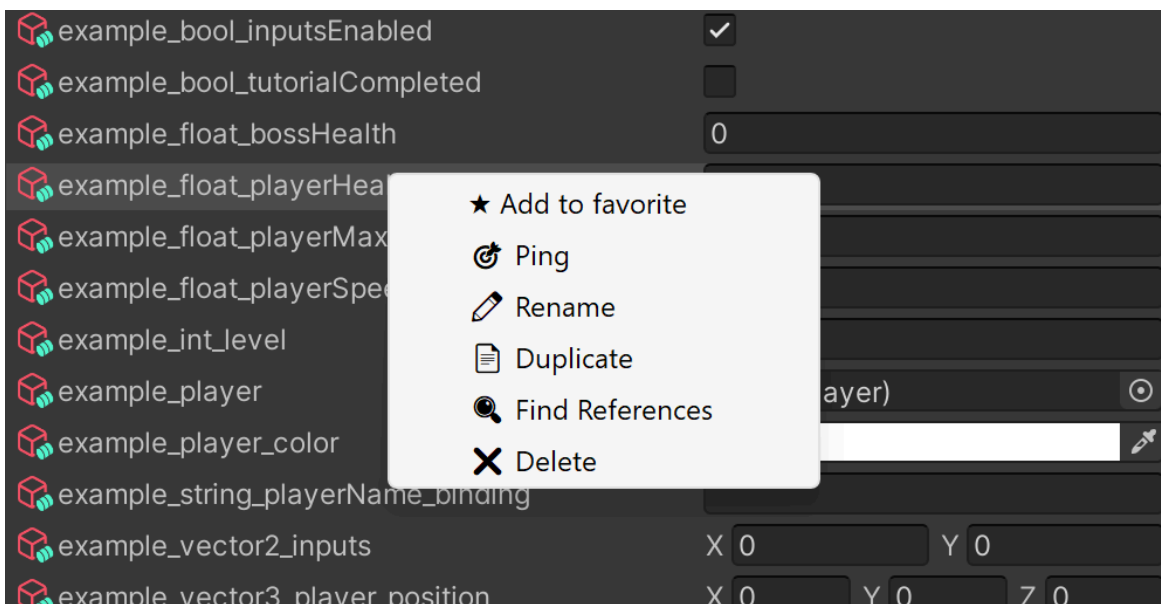 example_bool_inputsEnabled
example_bool_tutorialCompleted
example_float_bossHealth 0
example_float_playerHeal
★ Add to favorite
example_float_playerMax
Ping
example_float_playerSpee
Rename
example_int_level
Duplicate
example_player ayer)
Find References
example_player_color
Delete
example_string_playerName_binding
example_vector2_inputs X 0 Y 0
example_vector3_player_position X 0 Y 0 Z 0